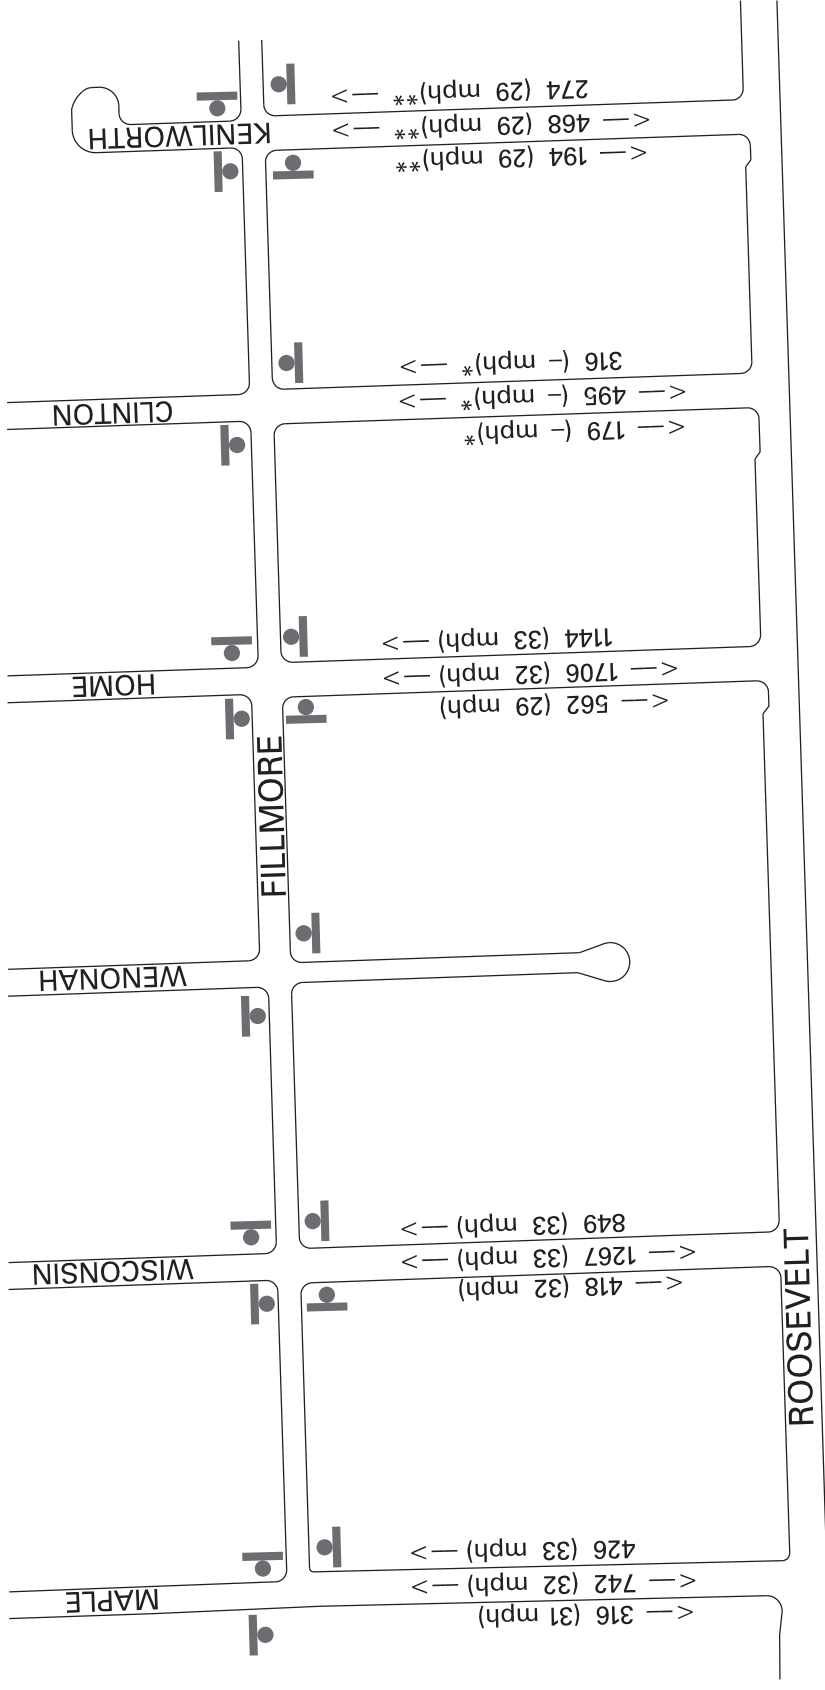 <— 316 (31 mph)
<— 742 (32 mph) —>
426 (33 mph) —>
MAPLE
ROOSEVELT
<— 418 (32 mph)
<— 1267 (33 mph) —>
849 (33 mph) —>
WISCONSIN
WENONAH
FILLMORE
<— 562 (29 mph)
<— 1706 (32 mph) —>
1144 (33 mph) —>
HOME
<— 179 (– mph)*
<— 495 (– mph)* —>
316 (– mph)* —>
CLINTON
<— 194 (29 mph)**
<— 468 (29 mph)** —>
274 (29 mph)** —>
KENILWORTH